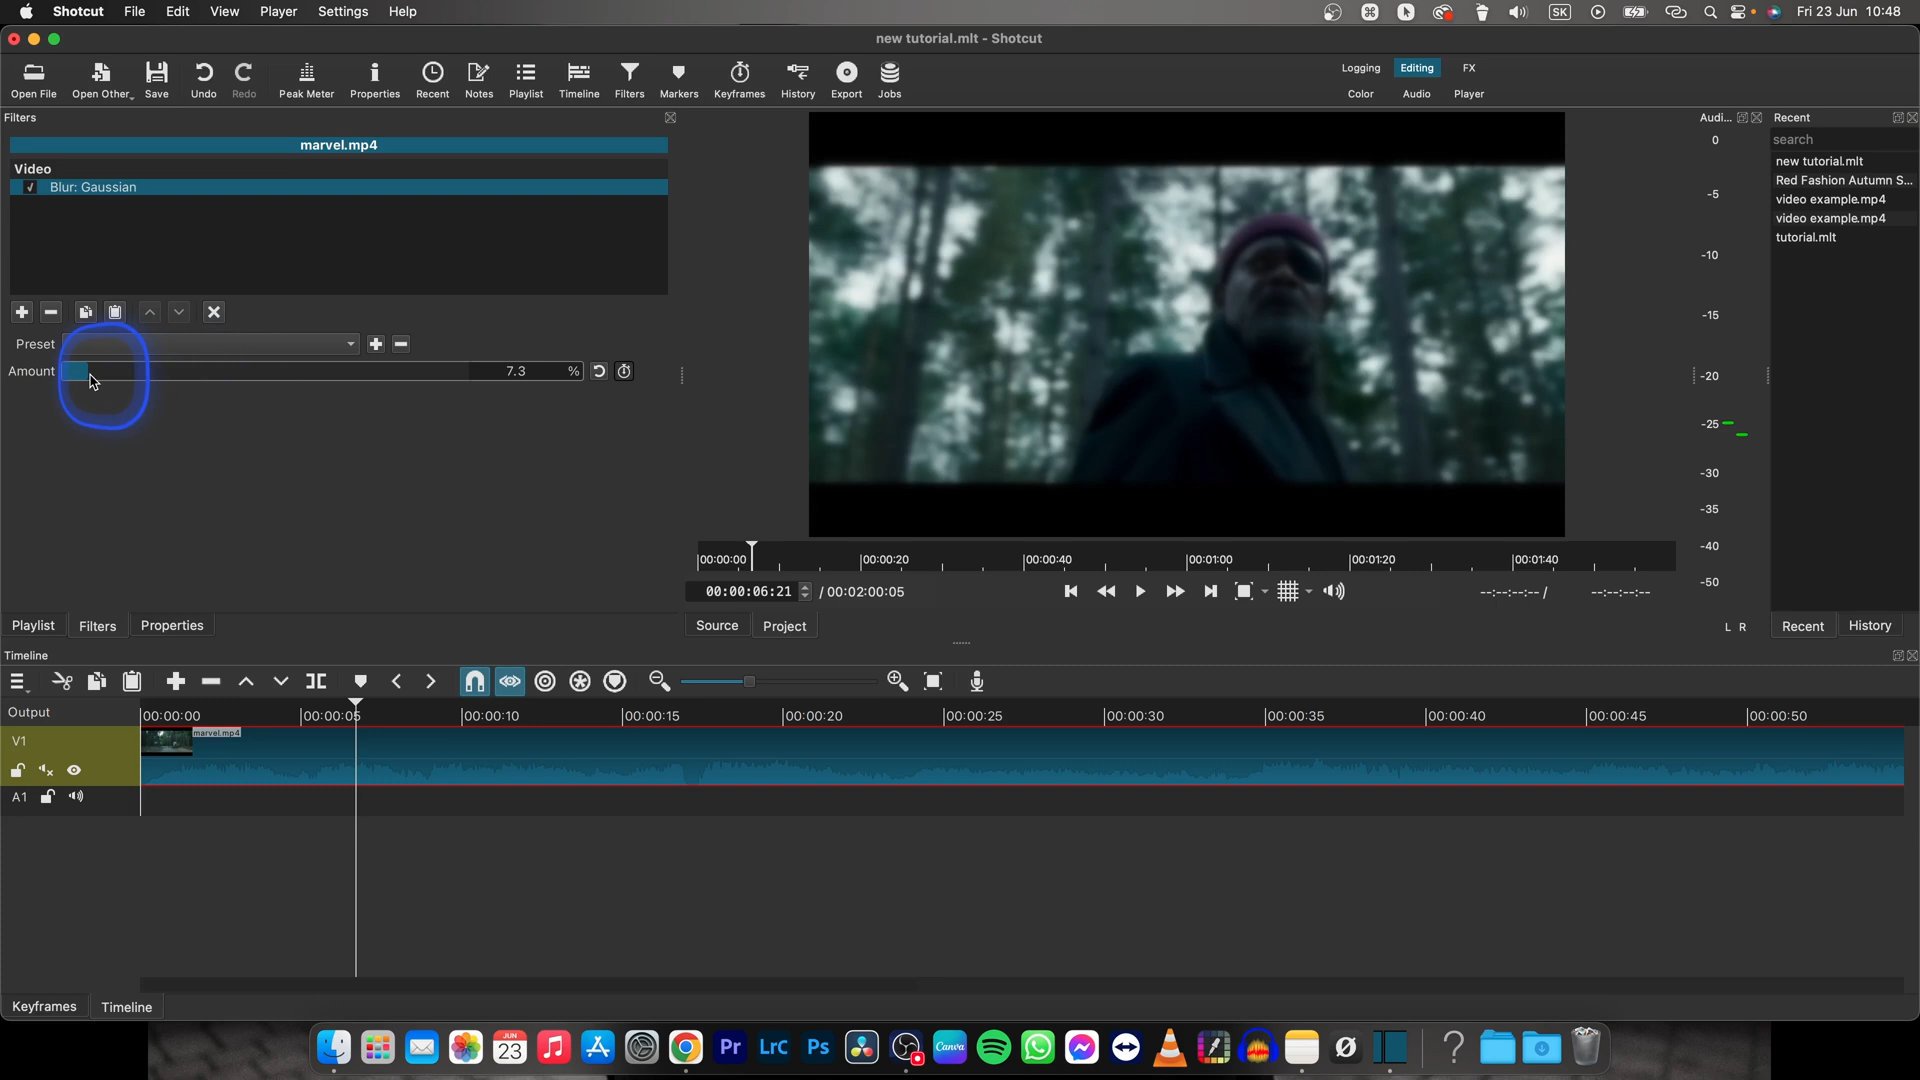 Shotcut File Edit View Player Settings Help SK Fri 23 Jun 10:48
new tutorial.mlt - Shotcut
Open File Open Other... Save Undo Redo Peak Meter Properties Recent Notes Playlist Timeline Filters Markers Keyframes History Export Jobs
Logging Editing FX
Color Audio Player
Filters
marvel.mp4
Video
Blur: Gaussian
Preset
Amount 7.3 %
Playlist Filters Properties
00:00:00 00:00:20 00:00:40 00:01:00 00:01:20 00:01:40
00:00:06:21 / 00:02:00:05 --:--:--:-- / --:--:--:--
Source Project
Audi...
0
-5
-10
-15
-20
-25
-30
-35
-40
-50
L R
Recent
search
new tutorial.mlt
Red Fashion Autumn S...
video example.mp4
video example.mp4
tutorial.mlt
Recent History
Timeline
Output
00:00:00 00:00:05 00:00:10 00:00:15 00:00:20 00:00:25 00:00:30 00:00:35 00:00:40 00:00:45 00:00:50
V1
marvel.mp4
A1
Keyframes Timeline
JUN
23
Pr LrC Ps Canva